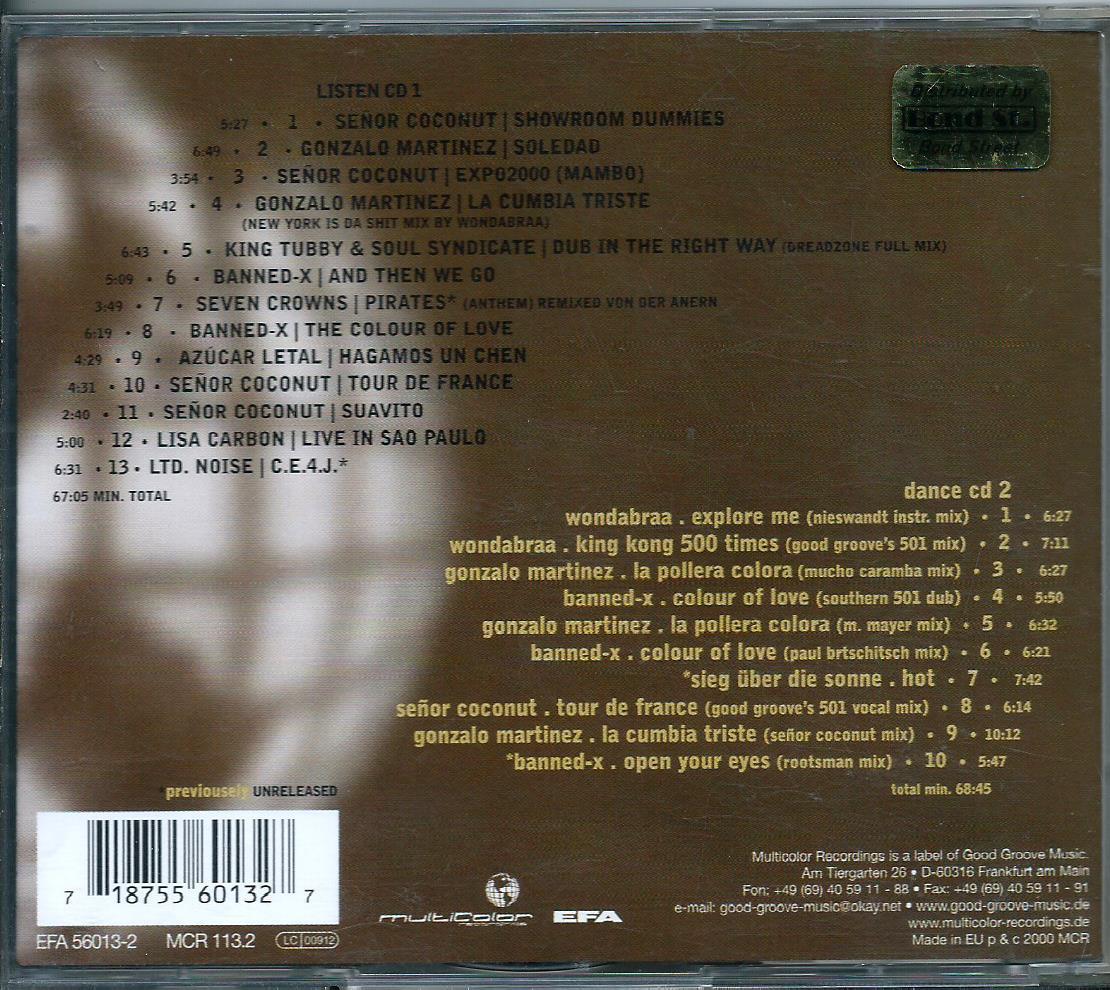 LISTEN CD 1
5:27 • 1 • SEÑOR COCONUT | SHOWROOM DUMMIES
6:49 • 2 • GONZALO MARTINEZ | SOLEDAD
3:54 • 3 • SEÑOR COCONUT | EXPO2000 (MAMBO)
5:42 • 4 • GONZALO MARTINEZ | LA CUMBIA TRISTE
(NEW YORK IS DA SHIT MIX BY WONDABRAA)
6:43 • 5 • KING TUBBY & SOUL SYNDICATE | DUB IN THE RIGHT WAY (DREADZONE FULL MIX)
5:09 • 6 • BANNED-X | AND THEN WE GO
3:49 • 7 • SEVEN CROWNS | PIRATES* (ANTHEM) REMIXED VON DER ANERN
6:19 • 8 • BANNED-X | THE COLOUR OF LOVE
4:29 • 9 • AZÚCAR LETAL | HAGAMOS UN CHEN
4:31 • 10 • SEÑOR COCONUT | TOUR DE FRANCE
2:40 • 11 • SEÑOR COCONUT | SUAVITO
5:00 • 12 • LISA CARBON | LIVE IN SAO PAULO
6:31 • 13 • LTD. NOISE | C.E.4.J.*
67:05 MIN. TOTAL
Distributed by
Bond St.
Bond Street
dance cd 2
wondabraa . explore me (nieswandt instr. mix) • 1 • 6:27
wondabraa . king kong 500 times (good groove's 501 mix) • 2 • 7:11
gonzalo martinez . la pollera colora (mucho caramba mix) • 3 • 6:27
banned-x . colour of love (southern 501 dub) • 4 • 5:50
gonzalo martinez . la pollera colora (m. mayer mix) • 5 • 6:32
banned-x . colour of love (paul brtschitsch mix) • 6 • 6:21
*sieg über die sonne . hot • 7 • 7:42
señor coconut . tour de france (good groove's 501 vocal mix) • 8 • 6:14
gonzalo martinez . la cumbia triste (señor coconut mix) • 9 • 10:12
*banned-x . open your eyes (rootsman mix) • 10 • 5:47
total min. 68:45
*previousely UNRELEASED
7 18755 60132 7
EFA 56013-2 MCR 113.2 LC 00912
multicolor
recordings
EFA
Multicolor Recordings is a label of Good Groove Music.
Am Tiergarten 26 • D-60316 Frankfurt am Main
Fon: +49 (69) 40 59 11 - 88 • Fax: +49 (69) 40 59 11 - 91
e-mail: good-groove-music@okay.net • www.good-groove-music.de
www.multicolor-recordings.de
Made in EU p & c 2000 MCR